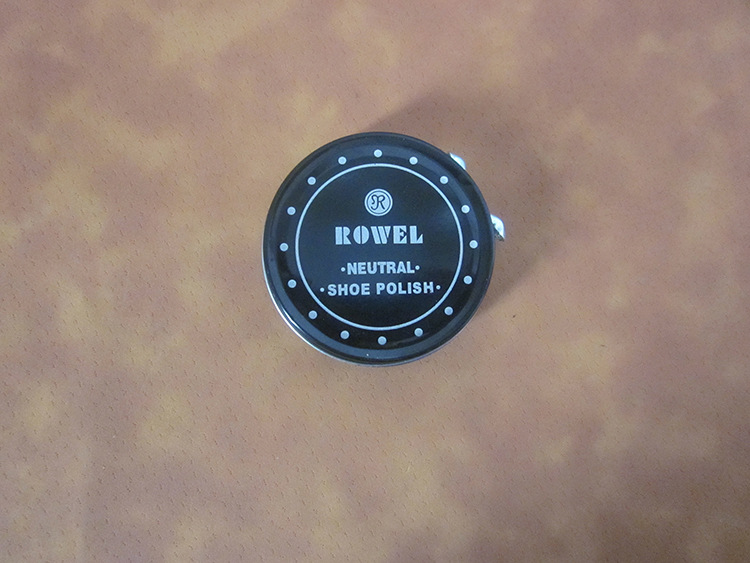 R
ROWEL
·NEUTRAL·
·SHOE POLISH·